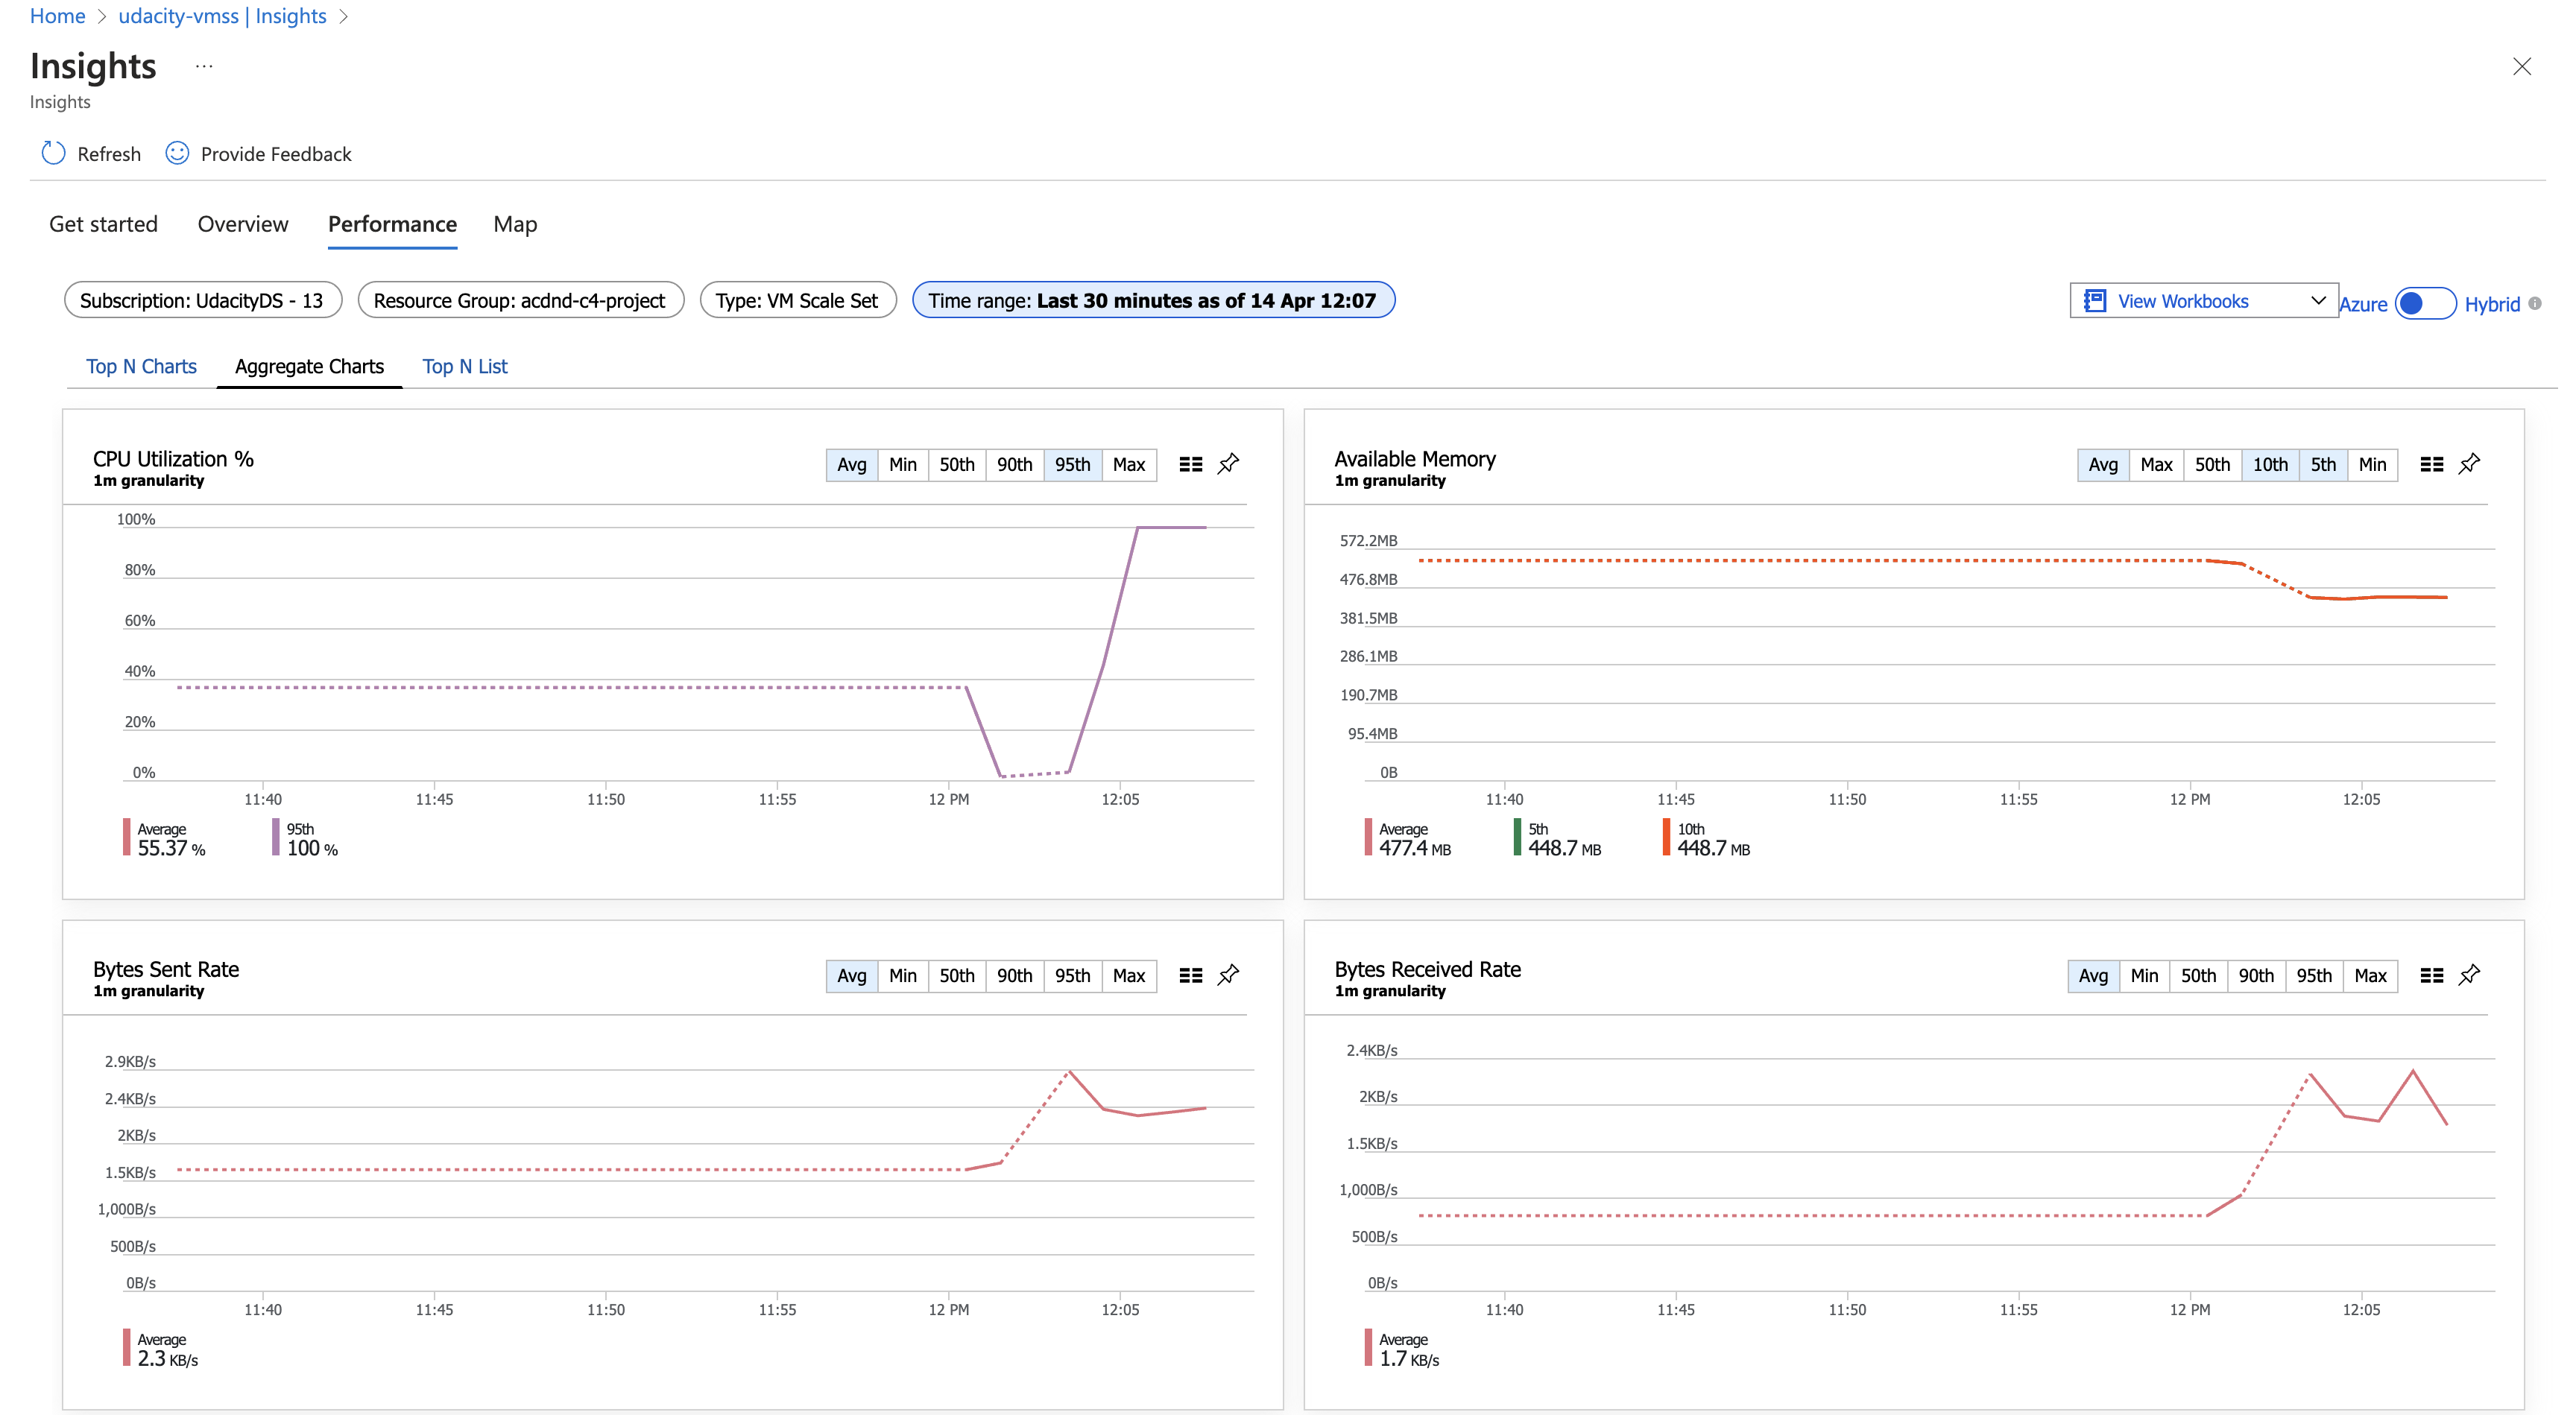 Home > udacity-vmss | Insights >
Insights ...
Insights
Refresh Provide Feedback
Get started Overview Performance Map
Subscription: UdacityDS - 13 Resource Group: acdnd-c4-project Type: VM Scale Set Time range: Last 30 minutes as of 14 Apr 12:07 View Workbooks Azure Hybrid
Top N Charts Aggregate Charts Top N List
CPU Utilization %
1m granularity
Avg Min 50th 90th 95th Max
100%
80%
60%
40%
20%
0%
11:40 11:45 11:50 11:55 12 PM 12:05
Average 95th
55.37 % 100 %
Available Memory
1m granularity
Avg Max 50th 10th 5th Min
572.2MB
476.8MB
381.5MB
286.1MB
190.7MB
95.4MB
0B
11:40 11:45 11:50 11:55 12 PM 12:05
Average 5th 10th
477.4 MB 448.7 MB 448.7 MB
Bytes Sent Rate
1m granularity
Avg Min 50th 90th 95th Max
2.9KB/s
2.4KB/s
2KB/s
1.5KB/s
1,000B/s
500B/s
0B/s
11:40 11:45 11:50 11:55 12 PM 12:05
Average
2.3 KB/s
Bytes Received Rate
1m granularity
Avg Min 50th 90th 95th Max
2.4KB/s
2KB/s
1.5KB/s
1,000B/s
500B/s
0B/s
11:40 11:45 11:50 11:55 12 PM 12:05
Average
1.7 KB/s